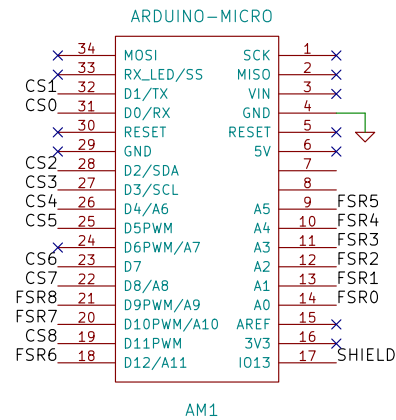 ARDUINO-MICRO
34 MOSI SCK 1
33 RX_LED/SS MISO 2
CS1 32 D1/TX VIN 3
CS0 31 D0/RX GND 4
30 RESET RESET 5
29 GND 5V 6
CS2 28 D2/SDA 7
CS3 27 D3/SCL 8
CS4 26 D4/A6 A5 9 FSR5
CS5 25 D5PWM A4 10 FSR4
24 D6PWM/A7 A3 11 FSR3
CS6 23 D7 A2 12 FSR2
CS7 22 D8/A8 A1 13 FSR1
FSR8 21 D9PWM/A9 A0 14 FSR0
FSR7 20 D10PWM/A10 AREF 15
CS8 19 D11PWM 3V3 16
FSR6 18 D12/A11 IO13 17 SHIELD
AM1